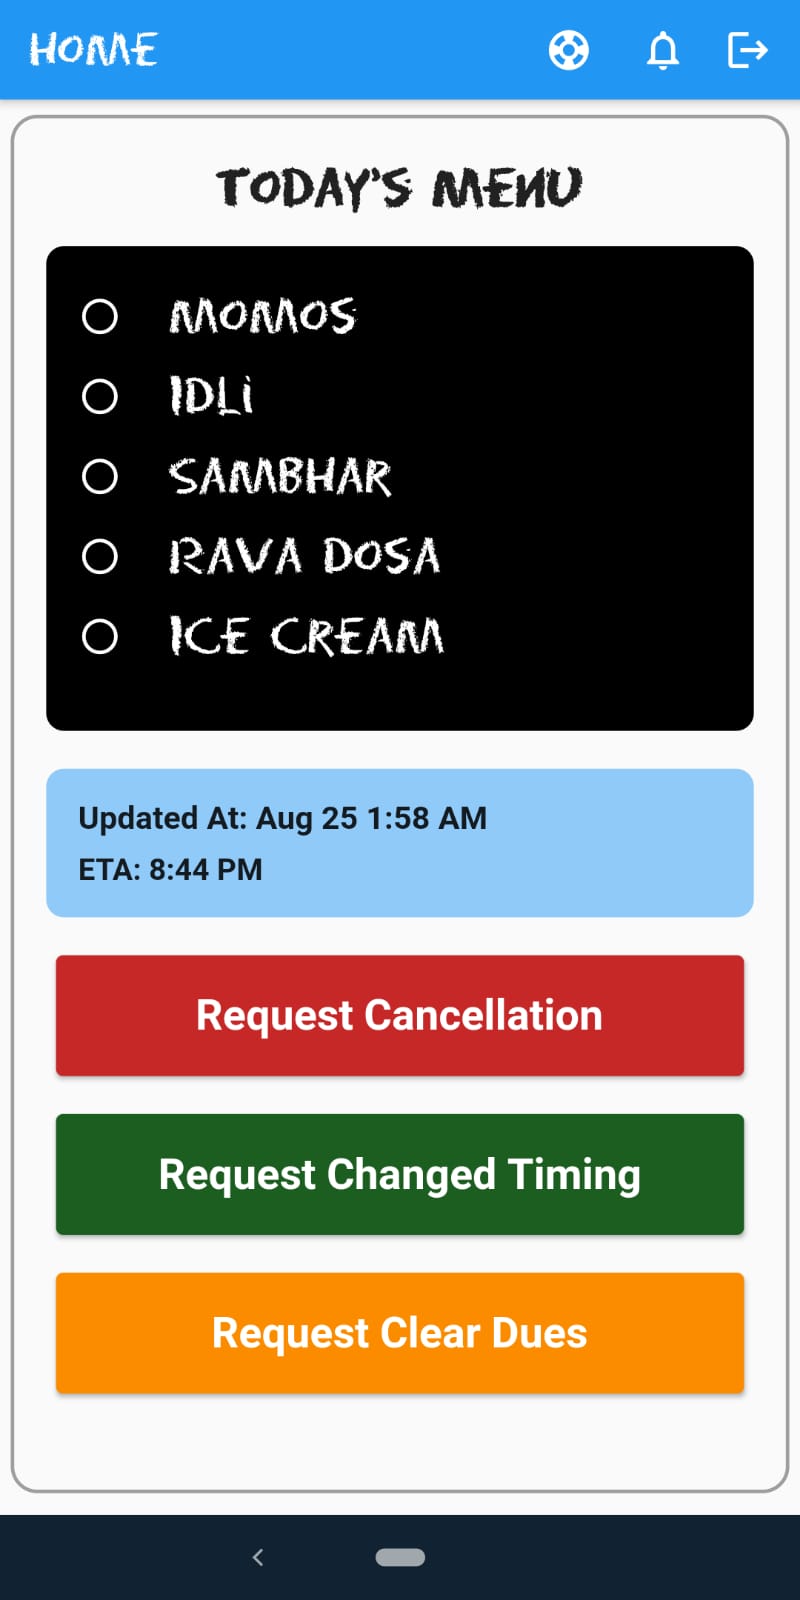 HOME
TODAY'S MENU
MOMOS
IDLi
SAMBHAR
RAVA DOSA
ICE CREAM
Updated At: Aug 25 1:58 AM
ETA: 8:44 PM
Request Cancellation
Request Changed Timing
Request Clear Dues